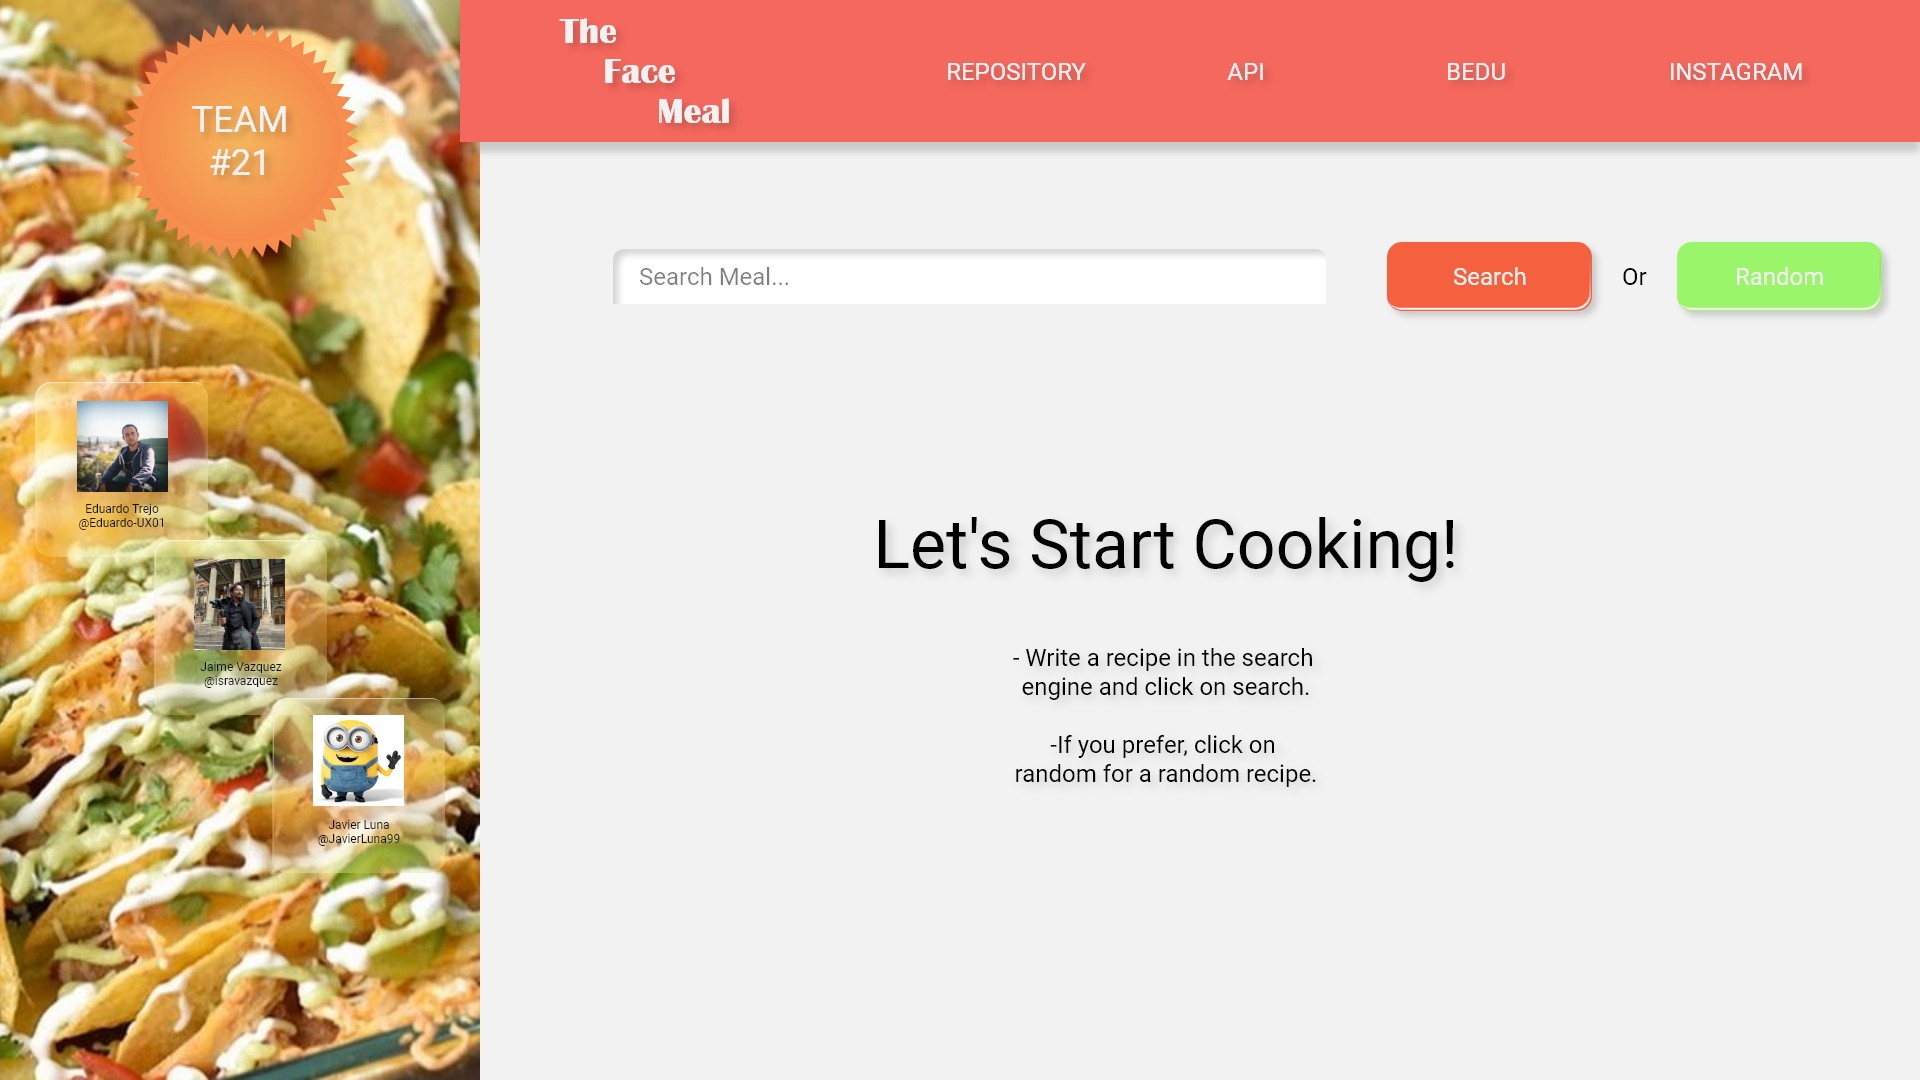 TEAM
#21
The
Face
Meal
REPOSITORY
API
BEDU
INSTAGRAM
Search Meal...
Search
Or
Random
Eduardo Trejo
@Eduardo-UX01
Jaime Vazquez
@isravazquez
Javier Luna
@JavierLuna99
Let's Start Cooking!
- Write a recipe in the search
engine and click on search.
-If you prefer, click on
random for a random recipe.